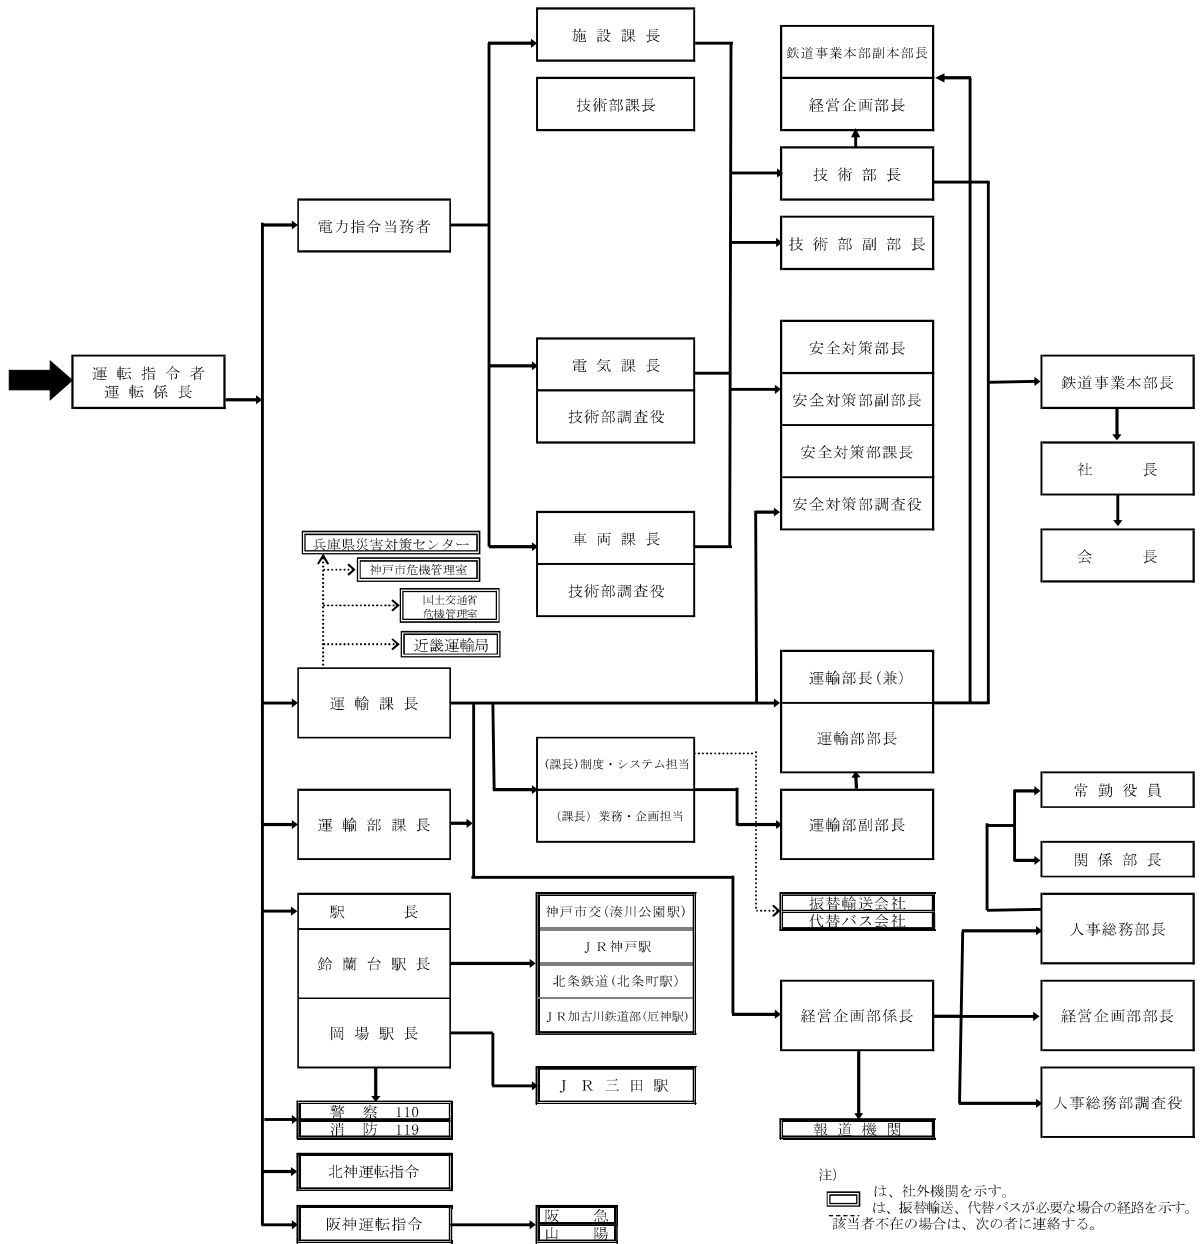 運転指令者
運転係長
電力指令当務者
兵庫県災害対策センター
神戸市危機管理室
国土交通省
危機管理室
近畿運輸局
運輸課長
運輸部課長
駅長
鈴蘭台駅長
岡場駅長
警察 110
消防 119
北神運転指令
阪神運転指令
施設課長
技術部課長
電気課長
技術部調査役
車両課長
技術部調査役
(課長)制度・システム担当
(課長) 業務・企画担当
神戸市交(湊川公園駅)
JR神戸駅
北条鉄道(北条町駅)
JR加古川鉄道部(厄神駅)
JR三田駅
阪急
山陽
鉄道事業本部副本部長
経営企画部長
技術部長
技術部副部長
安全対策部長
安全対策部副部長
安全対策部課長
安全対策部調査役
運輸部長(兼)
運輸部部長
運輸部副部長
振替輸送会社
代替バス会社
経営企画部係長
報道機関
鉄道事業本部長
社長
会長
常勤役員
関係部長
人事総務部長
経営企画部部長
人事総務部調査役
注)
は、社外機関を示す。
は、振替輸送、代替バスが必要な場合の経路を示す。
該当者不在の場合は、次の者に連絡する。